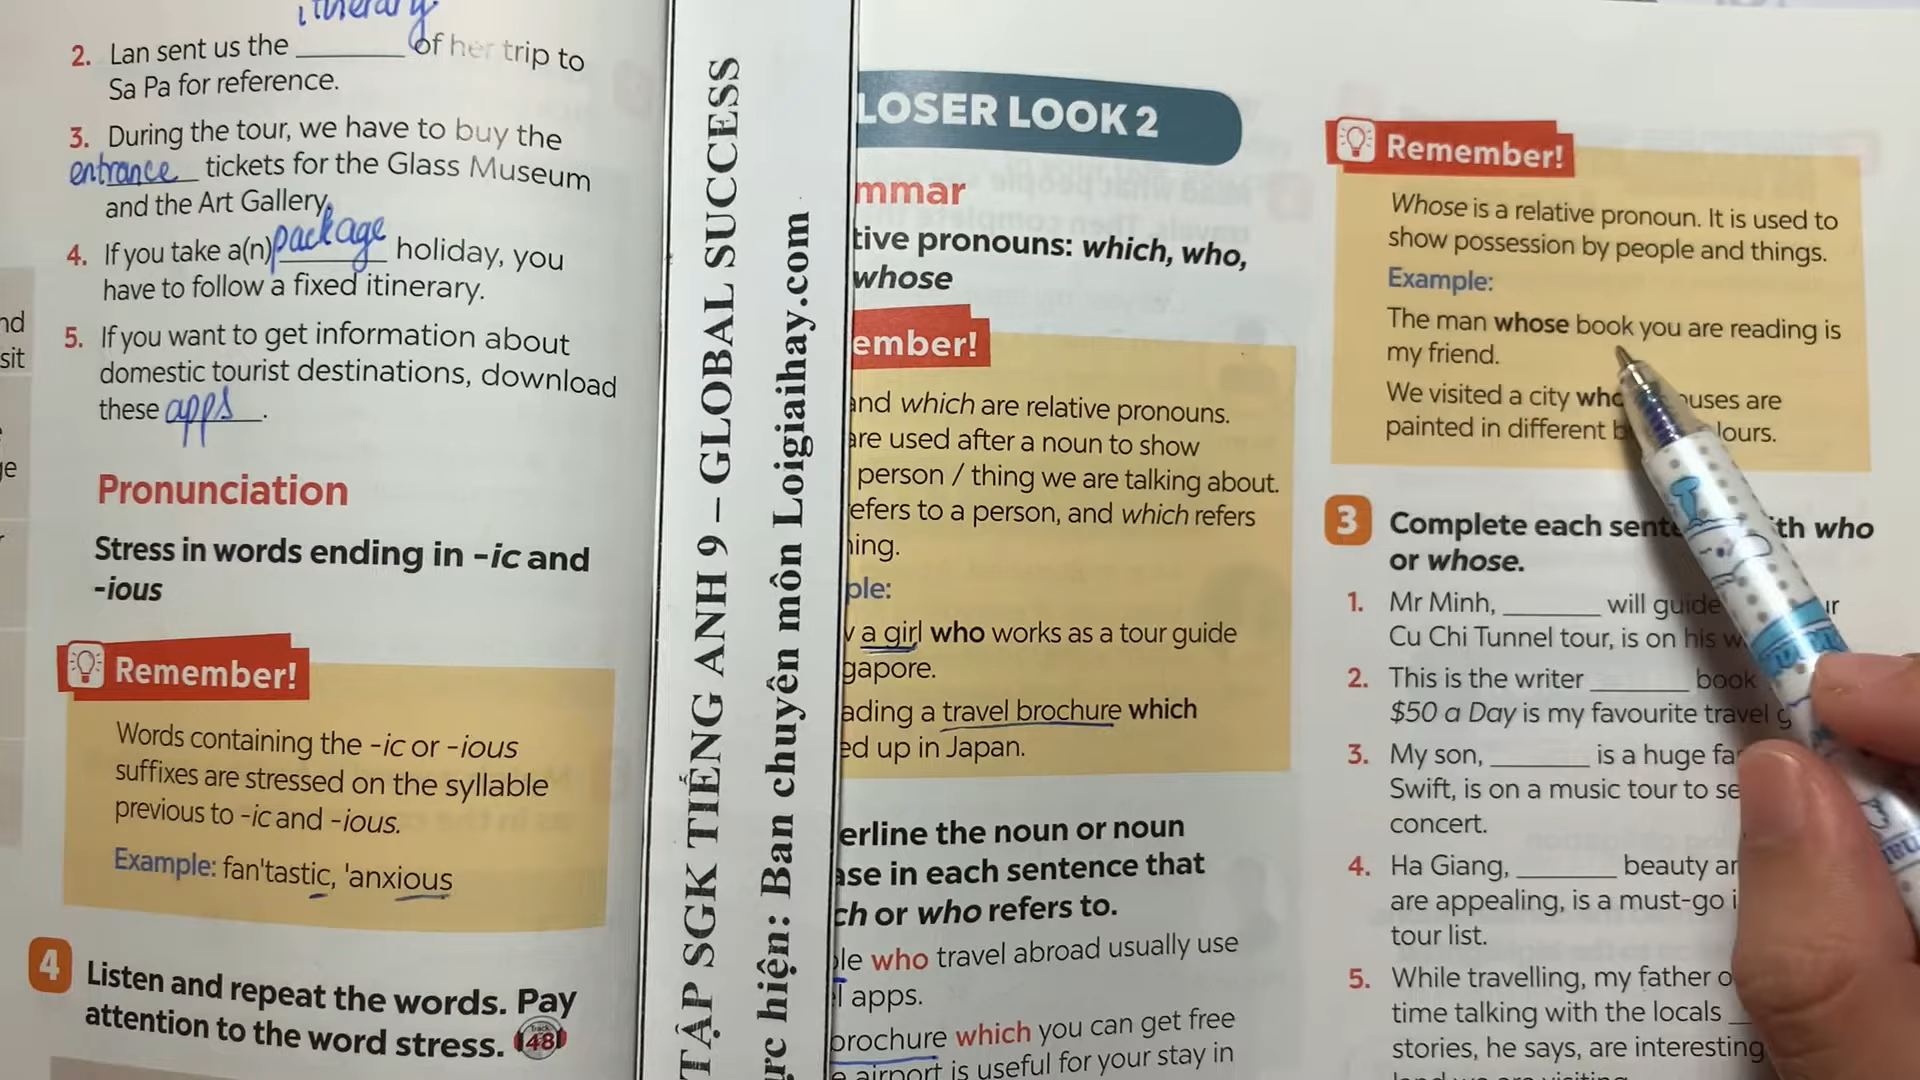 itinerary
2. Lan sent us the ________ of her trip to
Sa Pa for reference.
3. During the tour, we have to buy the
entrance tickets for the Glass Museum
and the Art Gallery.
4. If you take a(n) package holiday, you
have to follow a fixed itinerary.
5. If you want to get information about
domestic tourist destinations, download
these apps.
Pronunciation
Stress in words ending in -ic and
-ious
Remember!
Words containing the -ic or -ious
suffixes are stressed on the syllable
previous to -ic and -ious.
Example: fan'tastic, 'anxious
4 Listen and repeat the words. Pay
attention to the word stress.
Track 48
TẬP SGK TIẾNG ANH 9 – GLOBAL SUCCESS
hiện: Ban chuyên môn Loigiaihay.com
LOSER LOOK 2
mmar
tive pronouns: which, who,
whose
ember!
and which are relative pronouns.
are used after a noun to show
person / thing we are talking about.
efers to a person, and which refers
ing.
ple:
a girl who works as a tour guide
gapore.
ading a travel brochure which
ed up in Japan.
erline the noun or noun
ase in each sentence that
ch or who refers to.
le who travel abroad usually use
l apps.
brochure which you can get free
airport is useful for your stay in
Remember!
Whose is a relative pronoun. It is used to
show possession by people and things.
Example:
The man whose book you are reading is
my friend.
We visited a city who ouses are
painted in different b lours.
3 Complete each sente th who
or whose.
1. Mr Minh, ________ will guide ur
Cu Chi Tunnel tour, is on his w
2. This is the writer ________ book
$50 a Day is my favourite travel g
3. My son, ________ is a huge fa
Swift, is on a music tour to se
concert.
4. Ha Giang, ________ beauty ar
are appealing, is a must-go i
tour list.
5. While travelling, my father o
time talking with the locals
stories, he says, are interesting
nd
sit
ge